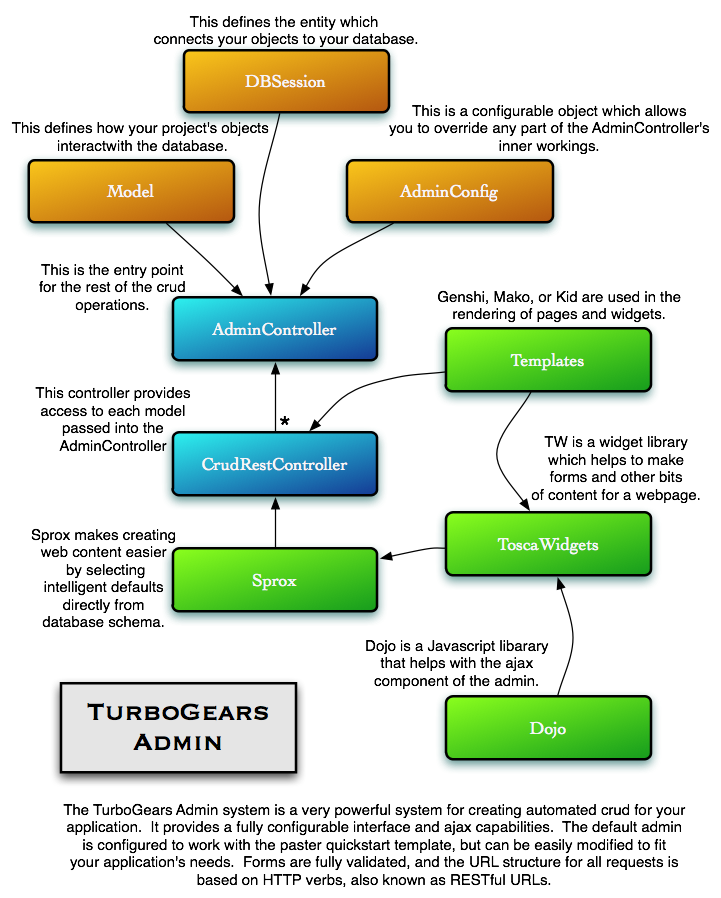 This defines the entity which
connects your objects to your database.
DBSession
This is a configurable object which allows
you to override any part of the AdminController's
inner workings.
This defines how your project's objects
interactwith the database.
Model
AdminConfig
This is the entry point
for the rest of the crud
operations.
AdminController
Genshi, Mako, or Kid are used in the
rendering of pages and widgets.
Templates
This controller provides
access to each model
passed into the
AdminController
*
CrudRestController
TW is a widget library
which helps to make
forms and other bits
of content for a webpage.
ToscaWidgets
Sprox makes creating
web content easier
by selecting
intelligent defaults
directly from
database schema.
Sprox
Dojo is a Javascript libarary
that helps with the ajax
component of the admin.
Dojo
TurboGears
Admin
The TurboGears Admin system is a very powerful system for creating automated crud for your
application.  It provides a fully configurable interface and ajax capabilities.  The default admin
is configured to work with the paster quickstart template, but can be easily modified to fit
your application's needs.  Forms are fully validated, and the URL structure for all requests is
based on HTTP verbs, also known as RESTful URLs.